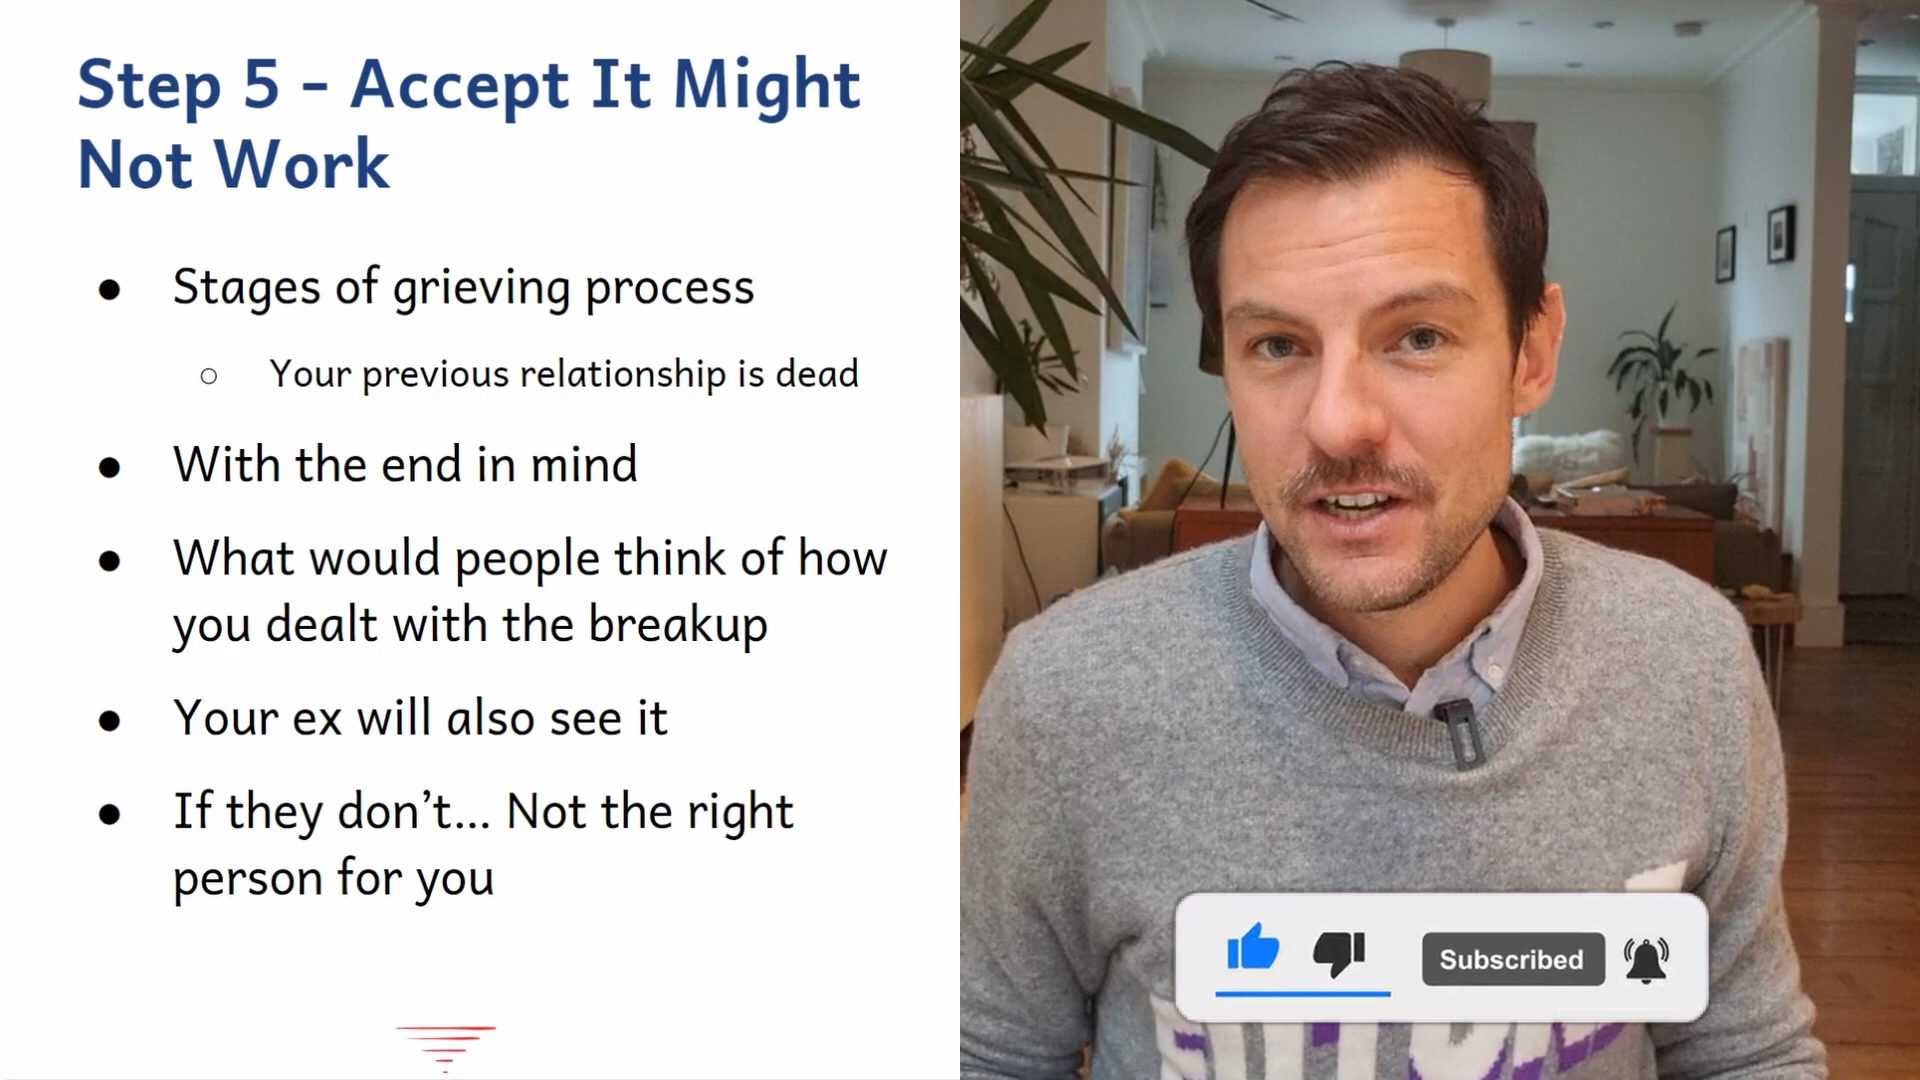 Step 5 - Accept It Might
Not Work
● Stages of grieving process
○ Your previous relationship is dead
● With the end in mind
● What would people think of how
you dealt with the breakup
● Your ex will also see it
● If they don’t... Not the right
person for you
Subscribed